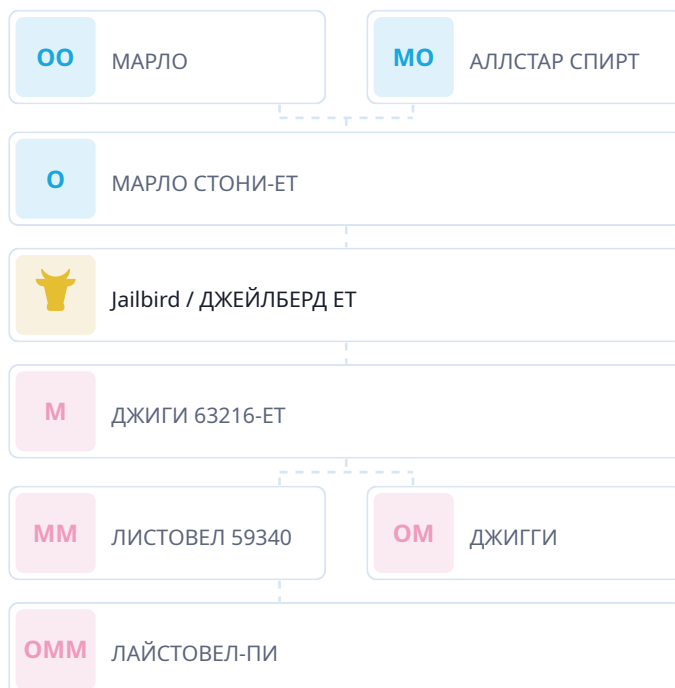 ОО МАРЛО
МО АЛЛСТАР СПИРТ
О МАРЛО СТОНИ-ЕТ
Jailbird / ДЖЕЙЛБЕРД ЕТ
М ДЖИГИ 63216-ЕТ
ММ ЛИСТОВЕЛ 59340
ОМ ДЖИГГИ
ОММ ЛАЙСТОВЕЛ-ПИ